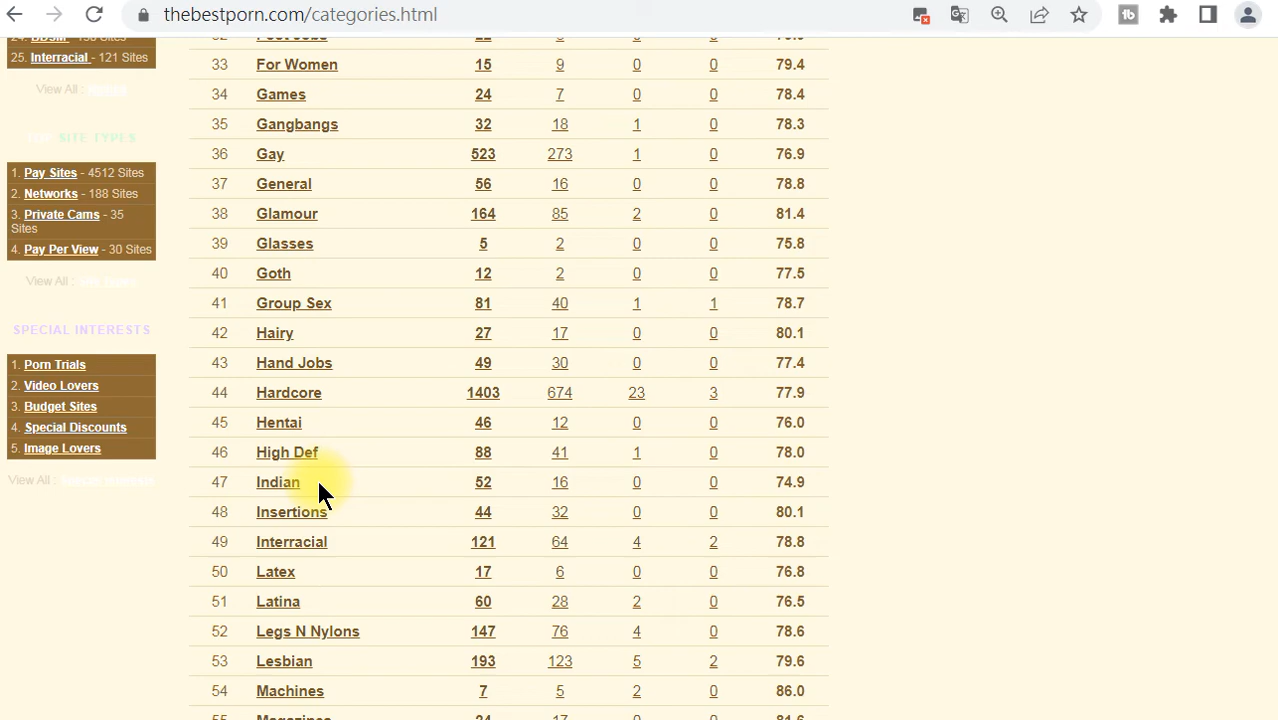 thebestporn.com/categories.html
25. Interracial - 121 Sites
View All :
SITE TYPES
1. Pay Sites - 4512 Sites
2. Networks - 188 Sites
3. Private Cams - 35
Sites
4. Pay Per View - 30 Sites
View All :
SPECIAL INTERESTS
1. Porn Trials
2. Video Lovers
3. Budget Sites
4. Special Discounts
5. Image Lovers
View All :
33 For Women 15 9 0 0 79.4
34 Games 24 7 0 0 78.4
35 Gangbangs 32 18 1 0 78.3
36 Gay 523 273 1 0 76.9
37 General 56 16 0 0 78.8
38 Glamour 164 85 2 0 81.4
39 Glasses 5 2 0 0 75.8
40 Goth 12 2 0 0 77.5
41 Group Sex 81 40 1 1 78.7
42 Hairy 27 17 0 0 80.1
43 Hand Jobs 49 30 0 0 77.4
44 Hardcore 1403 674 23 3 77.9
45 Hentai 46 12 0 0 76.0
46 High Def 88 41 1 0 78.0
47 Indian 52 16 0 0 74.9
48 Insertions 44 32 0 0 80.1
49 Interracial 121 64 4 2 78.8
50 Latex 17 6 0 0 76.8
51 Latina 60 28 2 0 76.5
52 Legs N Nylons 147 76 4 0 78.6
53 Lesbian 193 123 5 2 79.6
54 Machines 7 5 2 0 86.0